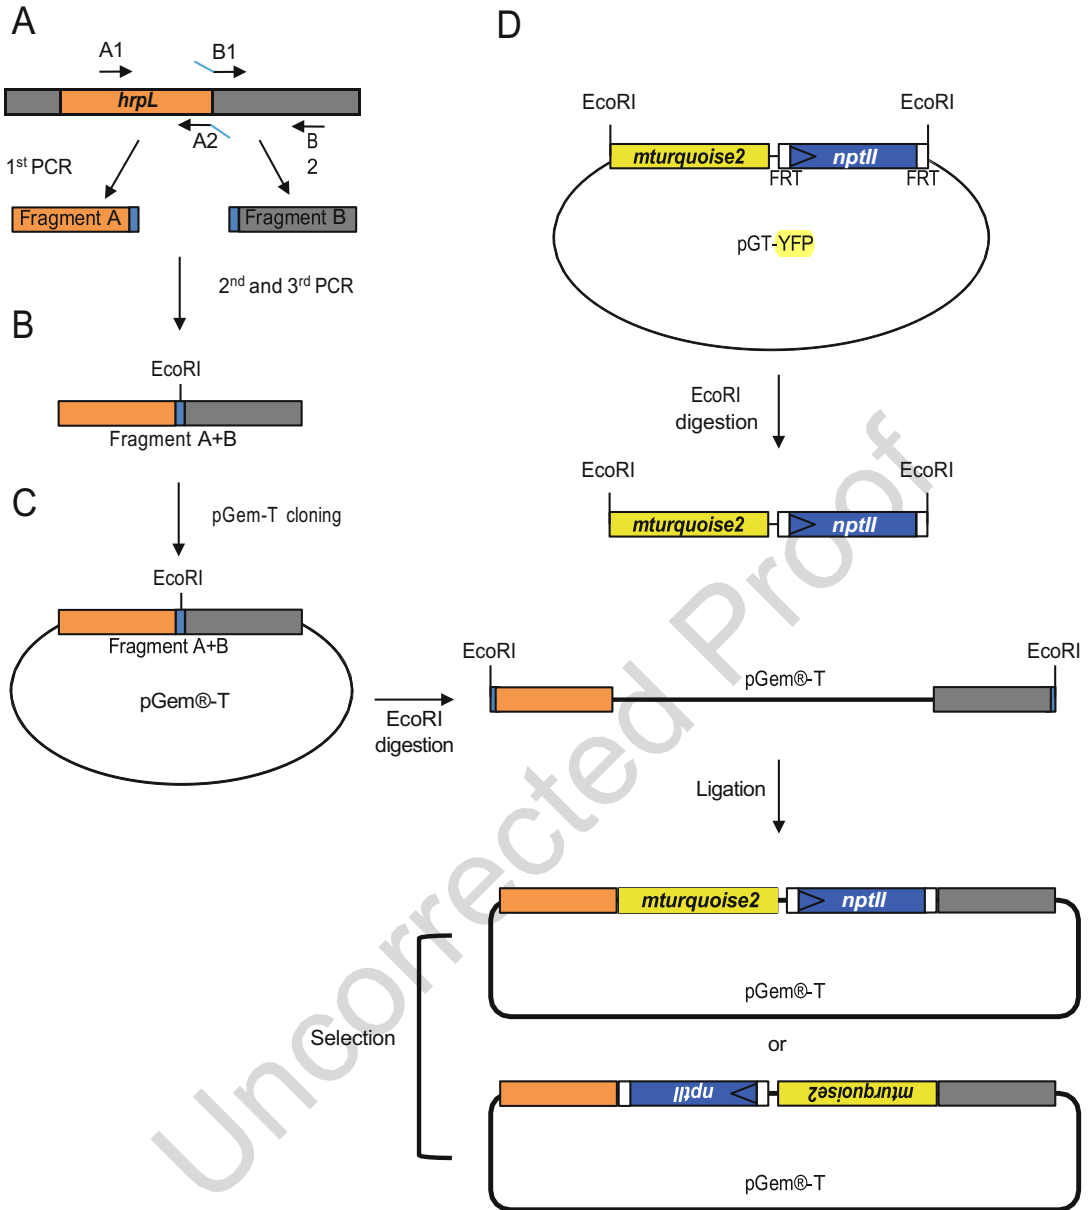 A
A1
B1
hrpL
A2
B
2
1st PCR
Fragment A
Fragment B
2nd and 3rd PCR
B
EcoRI
Fragment A+B
C
pGem-T cloning
EcoRI
Fragment A+B
pGem®-T
EcoRI
digestion
D
EcoRI
EcoRI
mturquoise2
nptII
FRT
FRT
pGT-YFP
EcoRI
digestion
EcoRI
EcoRI
mturquoise2
nptII
EcoRI
EcoRI
pGem®-T
Ligation
mturquoise2
nptII
pGem®-T
Selection
or
nptII
mturquoise2
pGem®-T
Uncorrected Proof